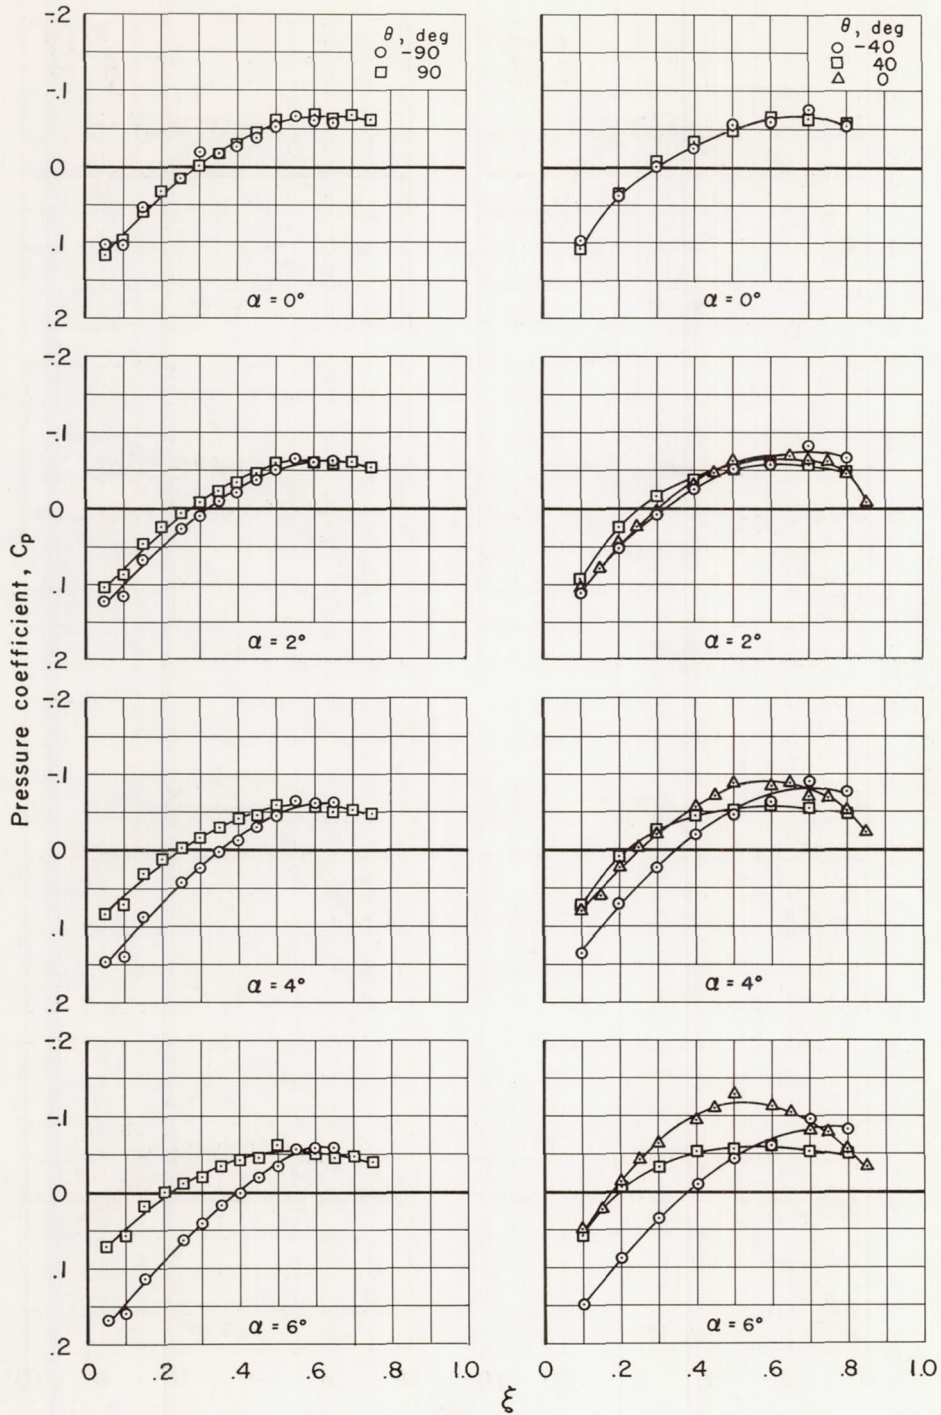 -.2
-.1
0
.1
.2
θ, deg
-90
90
α = 0°
θ, deg
-40
40
0
α = 0°
-.2
-.1
0
.1
.2
α = 2°
α = 2°
Pressure coefficient, Cp
-.2
-.1
0
.1
.2
α = 4°
α = 4°
-.2
-.1
0
.1
.2
α = 6°
α = 6°
0 .2 .4 .6 .8 1.0
0 .2 .4 .6 .8 1.0
ξ